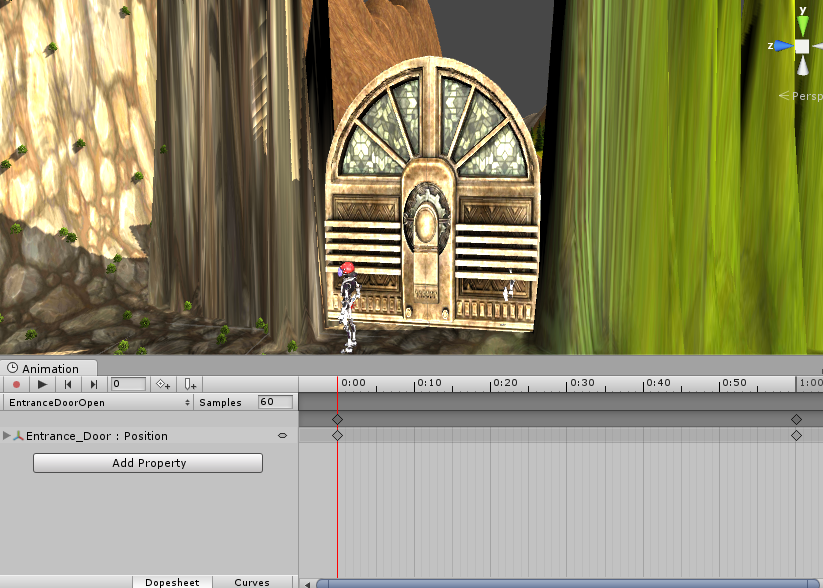 y
z
Persp
Animation
0
0:00 0:10 0:20 0:30 0:40 0:50 1:00
EntranceDoorOpen Samples 60
Entrance_Door : Position
Add Property
Dopesheet Curves